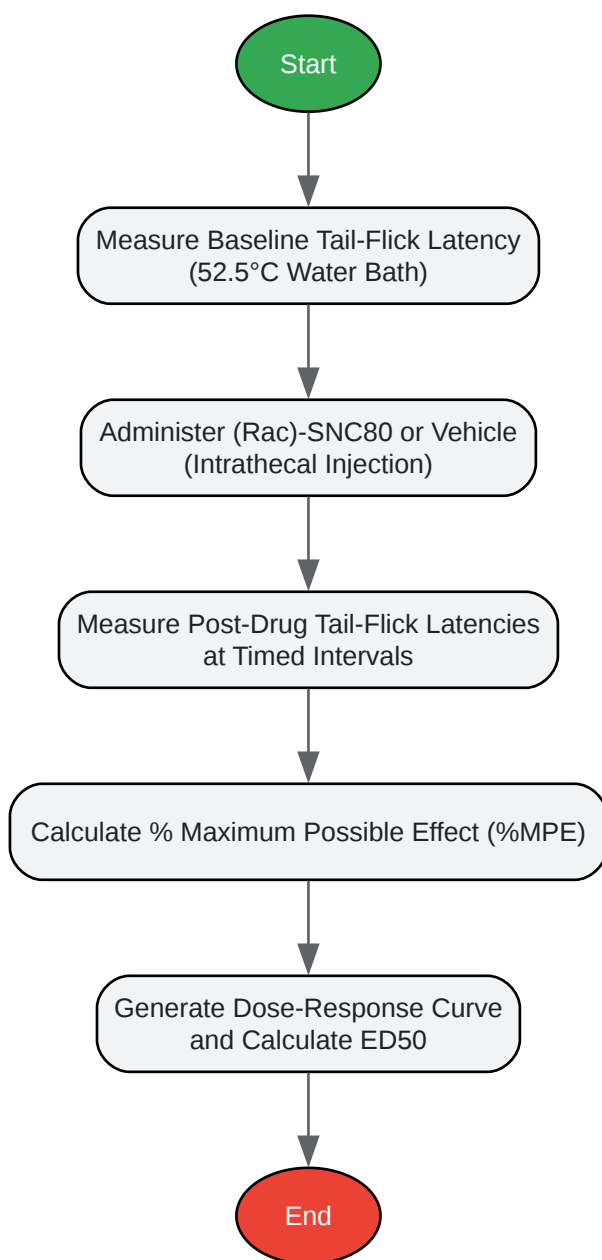 Start
Measure Baseline Tail-Flick Latency
(52.5°C Water Bath)
Administer (Rac)-SNC80 or Vehicle
(Intrathecal Injection)
Measure Post-Drug Tail-Flick Latencies
at Timed Intervals
Calculate % Maximum Possible Effect (%MPE)
Generate Dose-Response Curve
and Calculate ED50
End